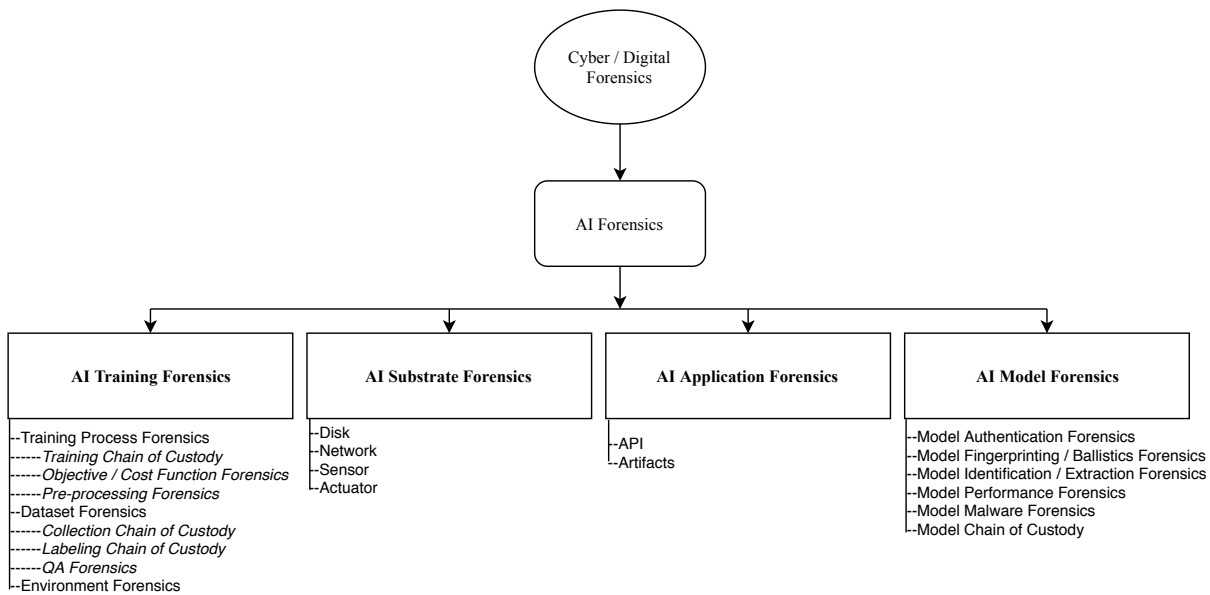 Cyber / Digital
Forensics
AI Forensics
AI Training Forensics
--Training Process Forensics
------Training Chain of Custody
------Objective / Cost Function Forensics
------Pre-processing Forensics
--Dataset Forensics
------Collection Chain of Custody
------Labeling Chain of Custody
------QA Forensics
--Environment Forensics
AI Substrate Forensics
--Disk
--Network
--Sensor
--Actuator
AI Application Forensics
--API
--Artifacts
AI Model Forensics
--Model Authentication Forensics
--Model Fingerprinting / Ballistics Forensics
--Model Identification / Extraction Forensics
--Model Performance Forensics
--Model Malware Forensics
--Model Chain of Custody